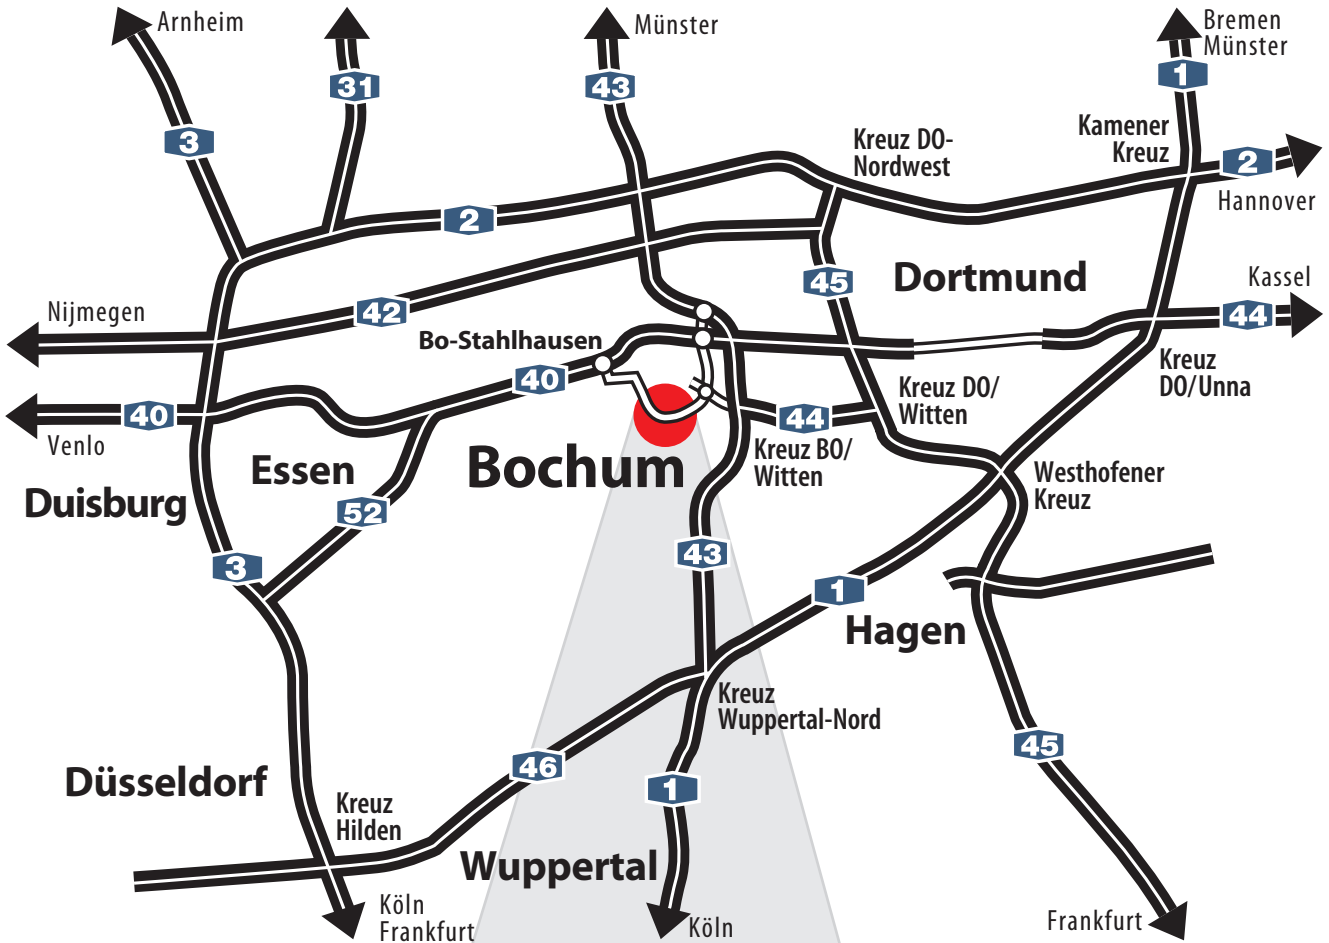 Arnheim
Münster
Bremen
Münster
31
43
1
3
Kreuz DO-
Nordwest
Kamener
Kreuz
2
Hannover
2
45
Dortmund
Kassel
Nijmegen
42
44
Bo-Stahlhausen
40
Kreuz
DO/Unna
Kreuz DO/
Witten
40
44
Venlo
Essen
Bochum
Kreuz BO/
Witten
Westhofener
Kreuz
Duisburg
52
43
3
1
Hagen
Kreuz
Wuppertal-Nord
45
46
Düsseldorf
1
Kreuz
Hilden
Wuppertal
Köln
Frankfurt
Köln
Frankfurt